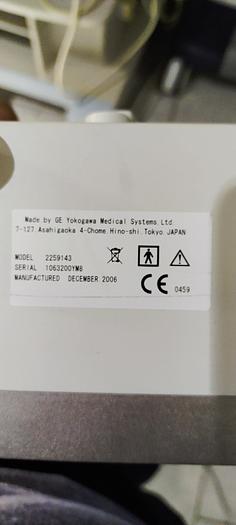 Made by GE Yokogawa Medical Systems, Ltd.
7-127, Asahigaoka 4-Chome, Hino-shi, Tokyo, JAPAN
MODEL 2259143
SERIAL 1063200YM8
MANUFACTURED DECEMBER 2006
CE 0459